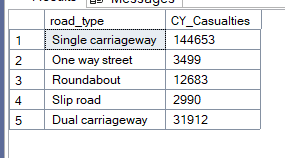 Messages
road_type CY_Casualties
1 Single carriageway 144653
2 One way street 3499
3 Roundabout 12683
4 Slip road 2990
5 Dual carriageway 31912